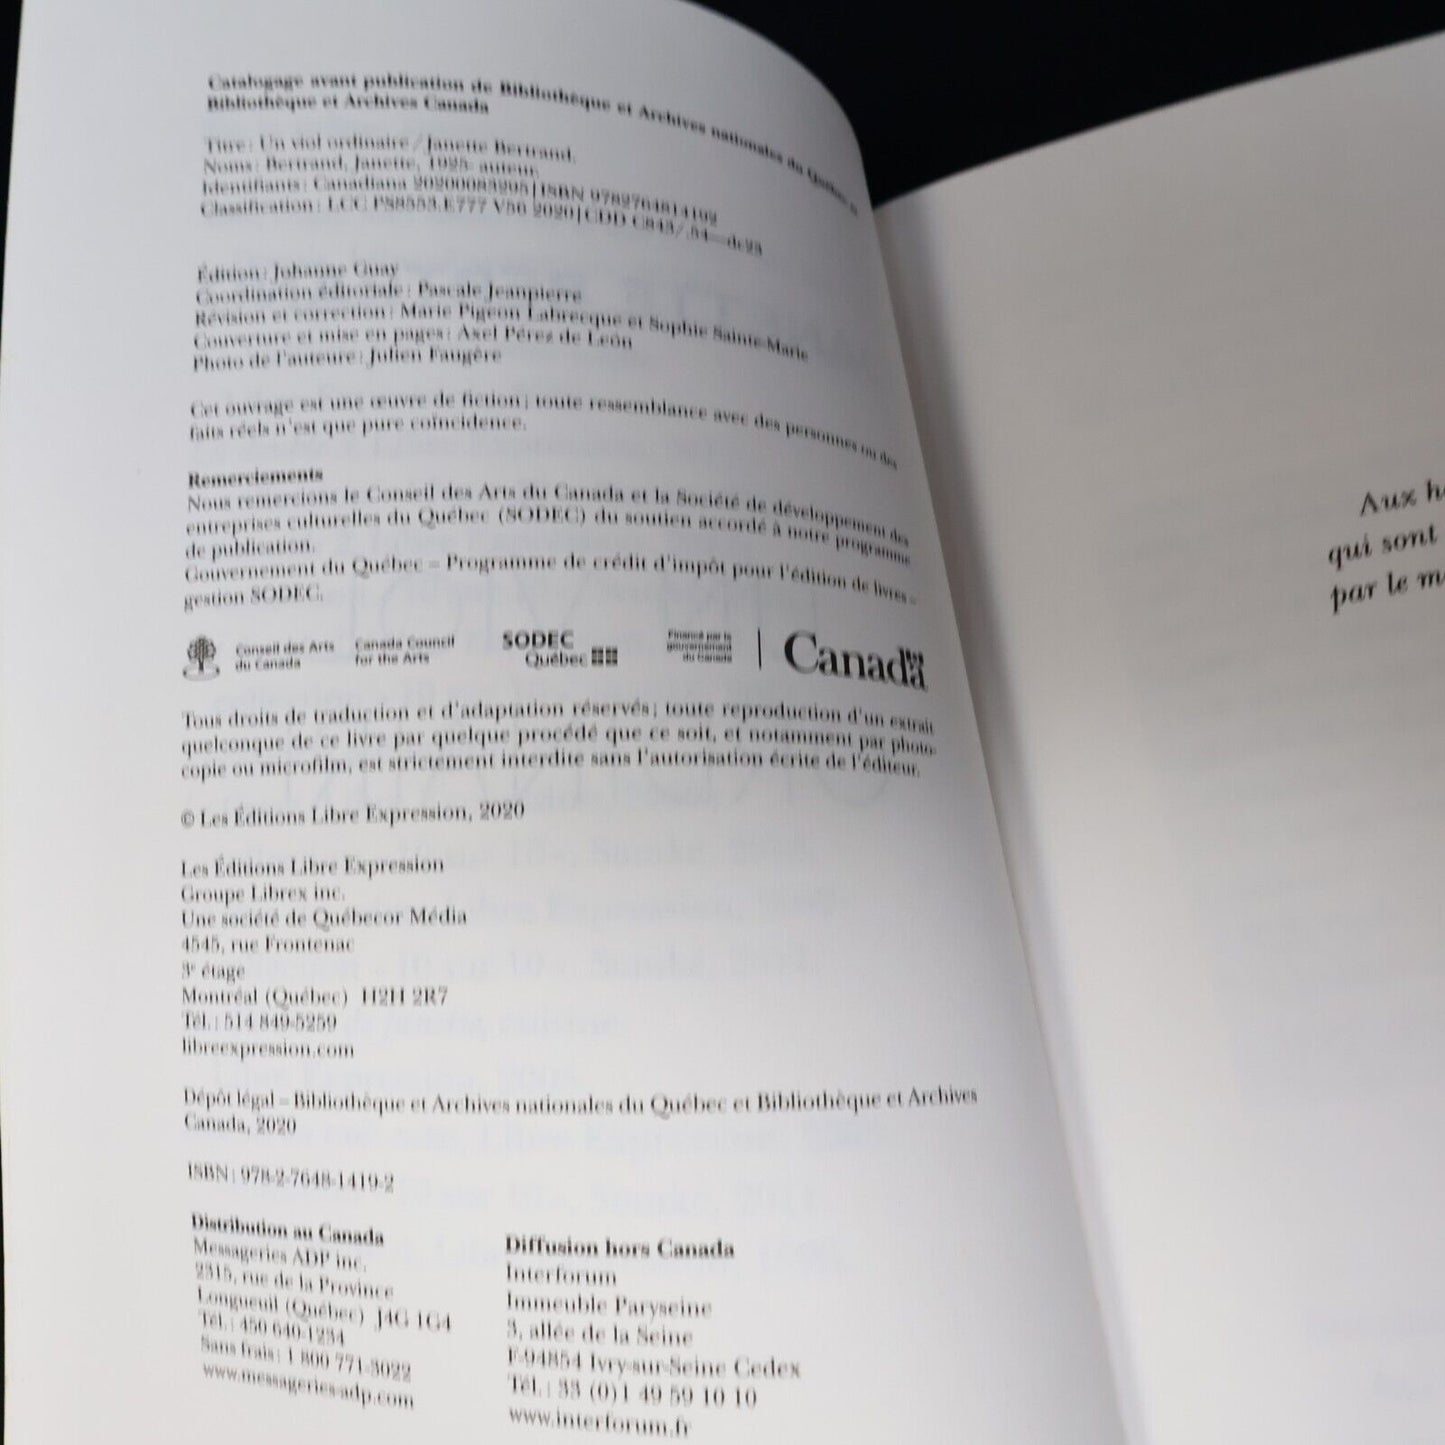 Catalogage avant publication de Bibliothèque et Archives nationales du Québec et
Bibliothèque et Archives Canada
Titre : Un viol ordinaire / Janette Bertrand.
Noms : Bertrand, Janette, 1925- auteur.
Identifiants : Canadiana 20200083205 | ISBN 9782764814192
Classification : LCC PS8553.E777 V56 2020 | CDD C843/.54—dc23
Édition : Johanne Guay
Coordination éditoriale : Pascale Jeanpierre
Révision et correction : Marie Pigeon Labrecque et Sophie Sainte-Marie
Couverture et mise en pages : Axel Pérez de León
Photo de l'auteure : Julien Faugère
Cet ouvrage est une œuvre de fiction ; toute ressemblance avec des personnes ou des
faits réels n'est que pure coïncidence.
Remerciements
Nous remercions le Conseil des Arts du Canada et la Société de développement des
entreprises culturelles du Québec (SODEC) du soutien accordé à notre programme
de publication.
Gouvernement du Québec – Programme de crédit d'impôt pour l'édition de livres –
gestion SODEC.
Conseil des Arts
du Canada
Canada Council
for the Arts
SODEC
Québec
Financé par le
gouvernement
du Canada
Canada
Tous droits de traduction et d'adaptation réservés ; toute reproduction d'un extrait
quelconque de ce livre par quelque procédé que ce soit, et notamment par photo-
copie ou microfilm, est strictement interdite sans l'autorisation écrite de l'éditeur.
© Les Éditions Libre Expression, 2020
Les Éditions Libre Expression
Groupe Librex inc.
Une société de Québecor Média
4545, rue Frontenac
3e étage
Montréal (Québec) H2H 2R7
Tél. : 514 849-5259
libreexpression.com
Dépôt légal – Bibliothèque et Archives nationales du Québec et Bibliothèque et Archives
Canada, 2020
ISBN : 978-2-7648-1419-2
Distribution au Canada
Messageries ADP inc.
2315, rue de la Province
Longueuil (Québec) J4G 1G4
Tél. : 450 640-1234
Sans frais : 1 800 771-3022
www.messageries-adp.com
Diffusion hors Canada
Interforum
Immeuble Paryseine
3, allée de la Seine
F-94854 Ivry-sur-Seine Cedex
Tél. : 33 (0)1 49 59 10 10
www.interforum.fr
Aux
qui sont
par le